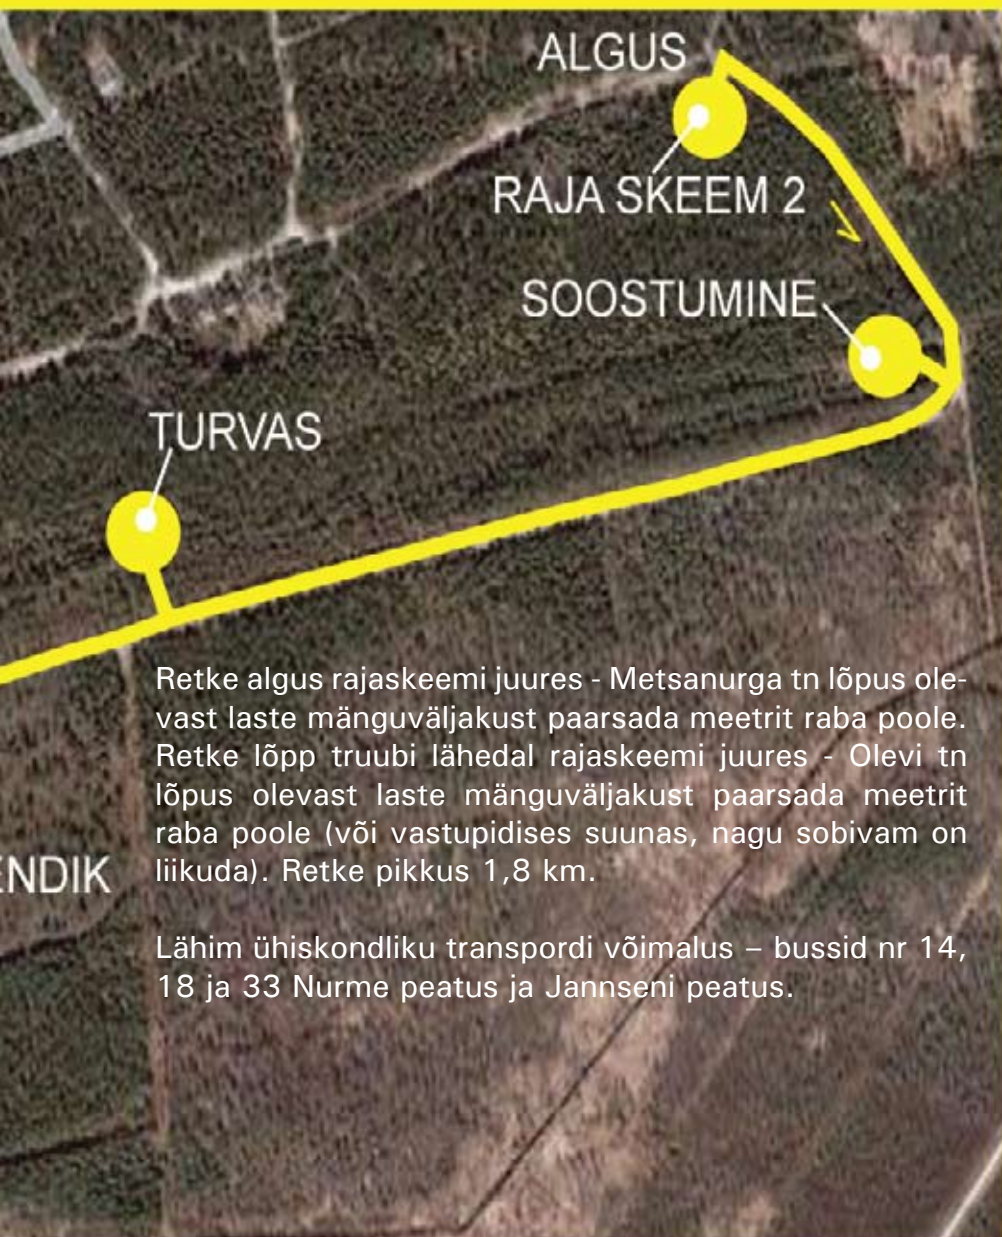 ALGUS
RAJA SKEEM 2
SOOSTUMINE
TURVAS
Retke algus rajaskeemi juures - Metsanurga tn lõpus ole-
vast laste mänguväljakust paarsada meetrit raba poole.
Retke lõpp truubi lähedal rajaskeemi juures - Olevi tn
lõpus olevast laste mänguväljakust paarsada meetrit
raba poole (või vastupidises suunas, nagu sobivam on
liikuda). Retke pikkus 1,8 km.
ENDIK
Lähim ühiskondliku transpordi võimalus – bussid nr 14,
18 ja 33 Nurme peatus ja Jannseni peatus.